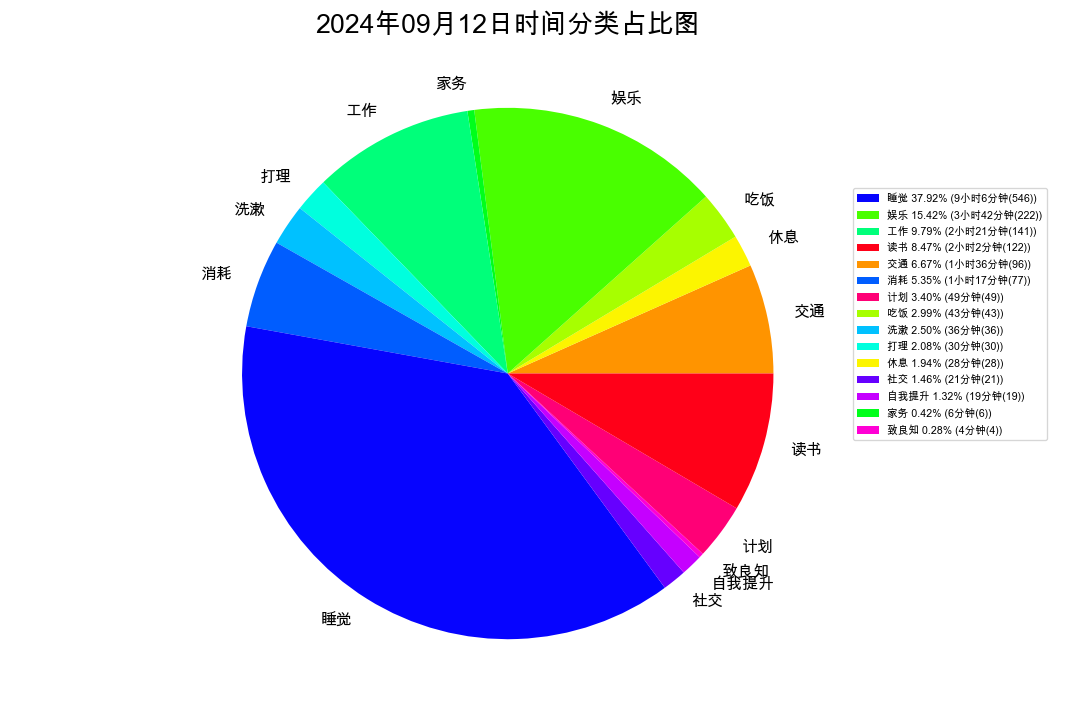 2024年09月12日时间分类占比图
家务
娱乐
工作
打理
吃饭
洗漱
休息
消耗
交通
读书
计划
致良知
自我提升
社交
睡觉
睡觉 37.92% (9小时6分钟(546))
娱乐 15.42% (3小时42分钟(222))
工作 9.79% (2小时21分钟(141))
读书 8.47% (2小时2分钟(122))
交通 6.67% (1小时36分钟(96))
消耗 5.35% (1小时17分钟(77))
计划 3.40% (49分钟(49))
吃饭 2.99% (43分钟(43))
洗漱 2.50% (36分钟(36))
打理 2.08% (30分钟(30))
休息 1.94% (28分钟(28))
社交 1.46% (21分钟(21))
自我提升 1.32% (19分钟(19))
家务 0.42% (6分钟(6))
致良知 0.28% (4分钟(4))